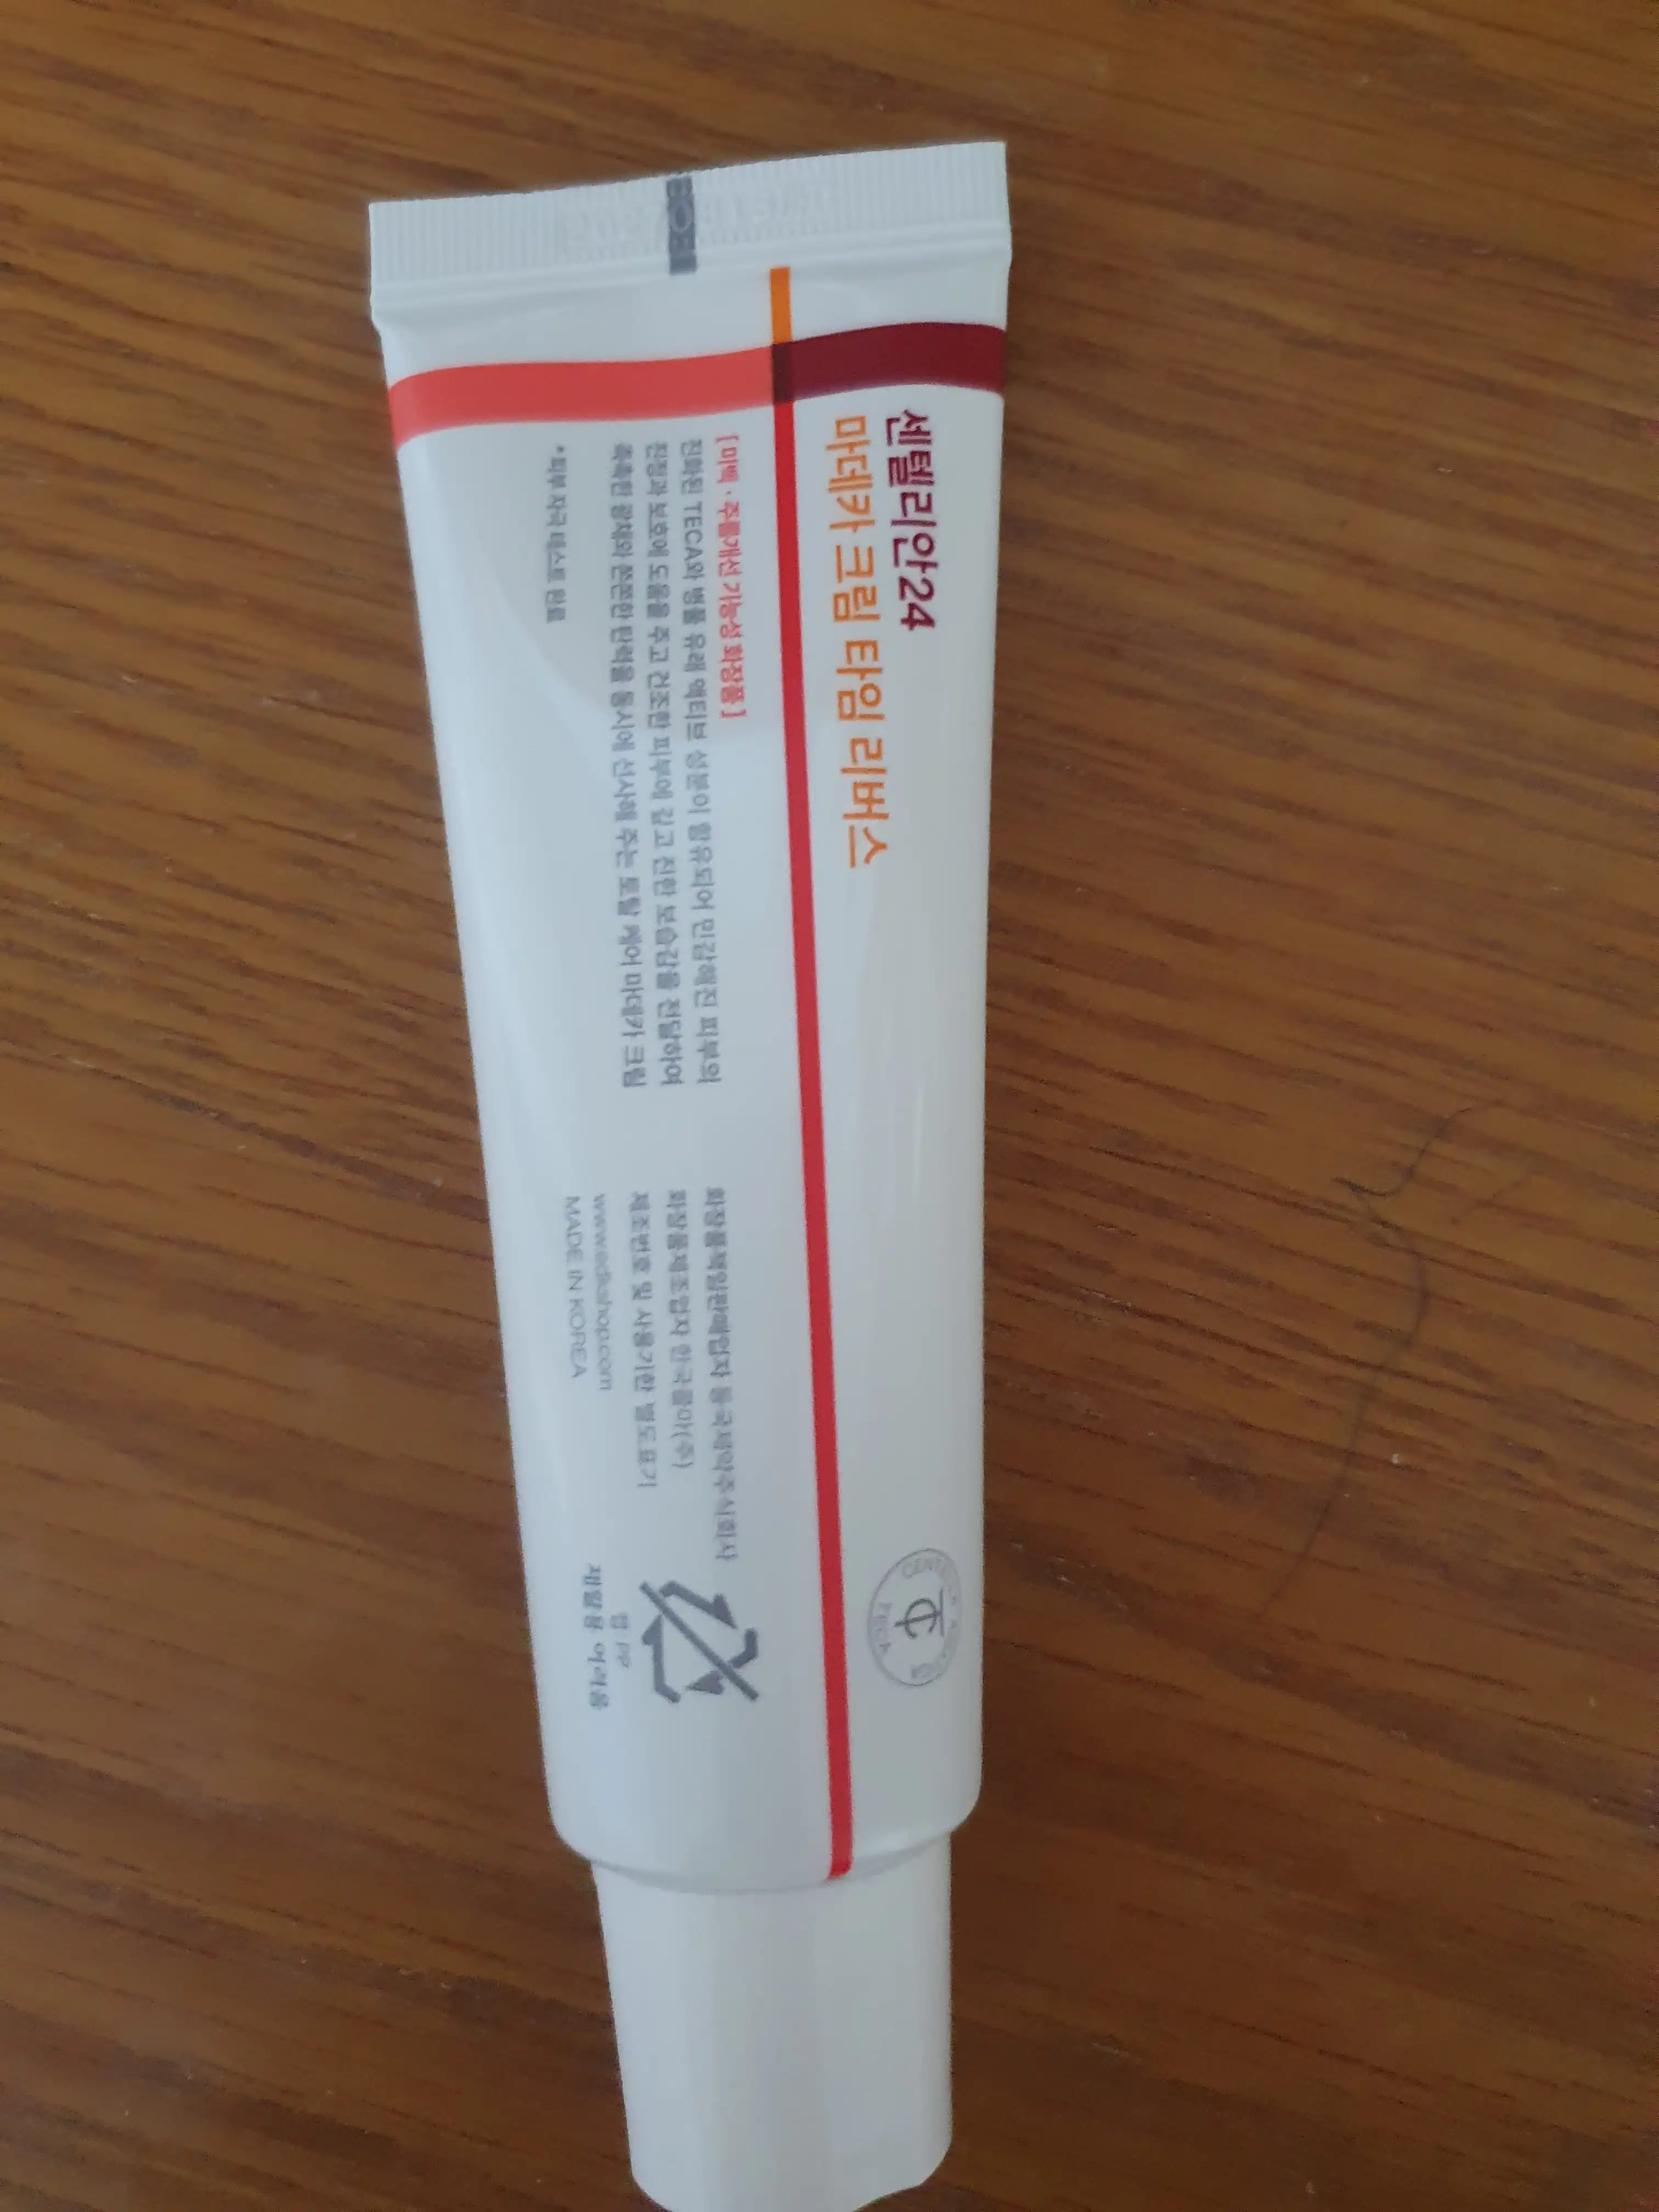 센텔리안24
마데카 크림 타임 리버스
[미백·주름개선 기능성 화장품]
진화된 TECA와 병풀 유래 액티브 성분이 함유되어 민감해진 피부의
진정과 보호에 도움을 주고 건조한 피부에 깊고 진한 보습감을 전달하여
촉촉한 광채와 쫀쫀한 탄력을 동시에 선사해 주는 토탈 케어 마데카 크림
*피부 자극 테스트 완료
화장품책임판매업자 동국제약주식회사
화장품제조업자 한국콜마(주)
제조번호 및 사용기한 별도표기
www.edkshop.com
MADE IN KOREA
캡 PP
재활용 어려움
TECA